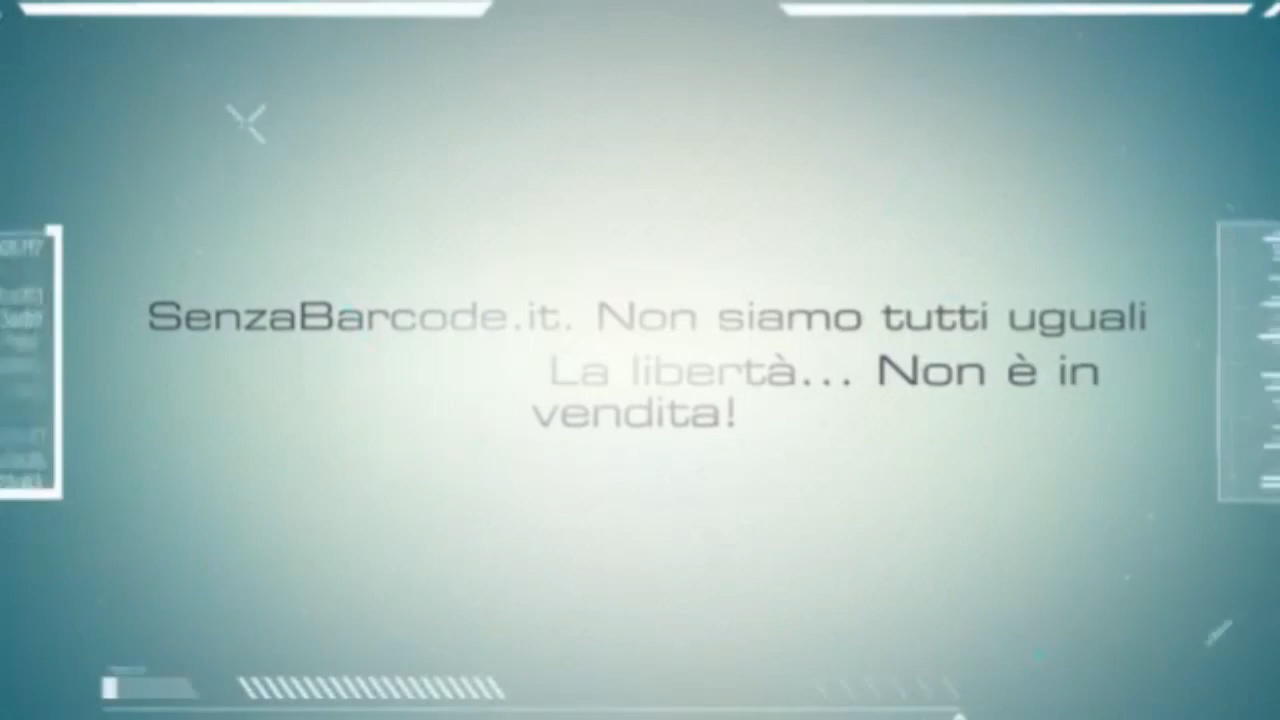 SenzaBarcode.it. Non siamo tutti uguali
La libertà... Non è in
vendita!